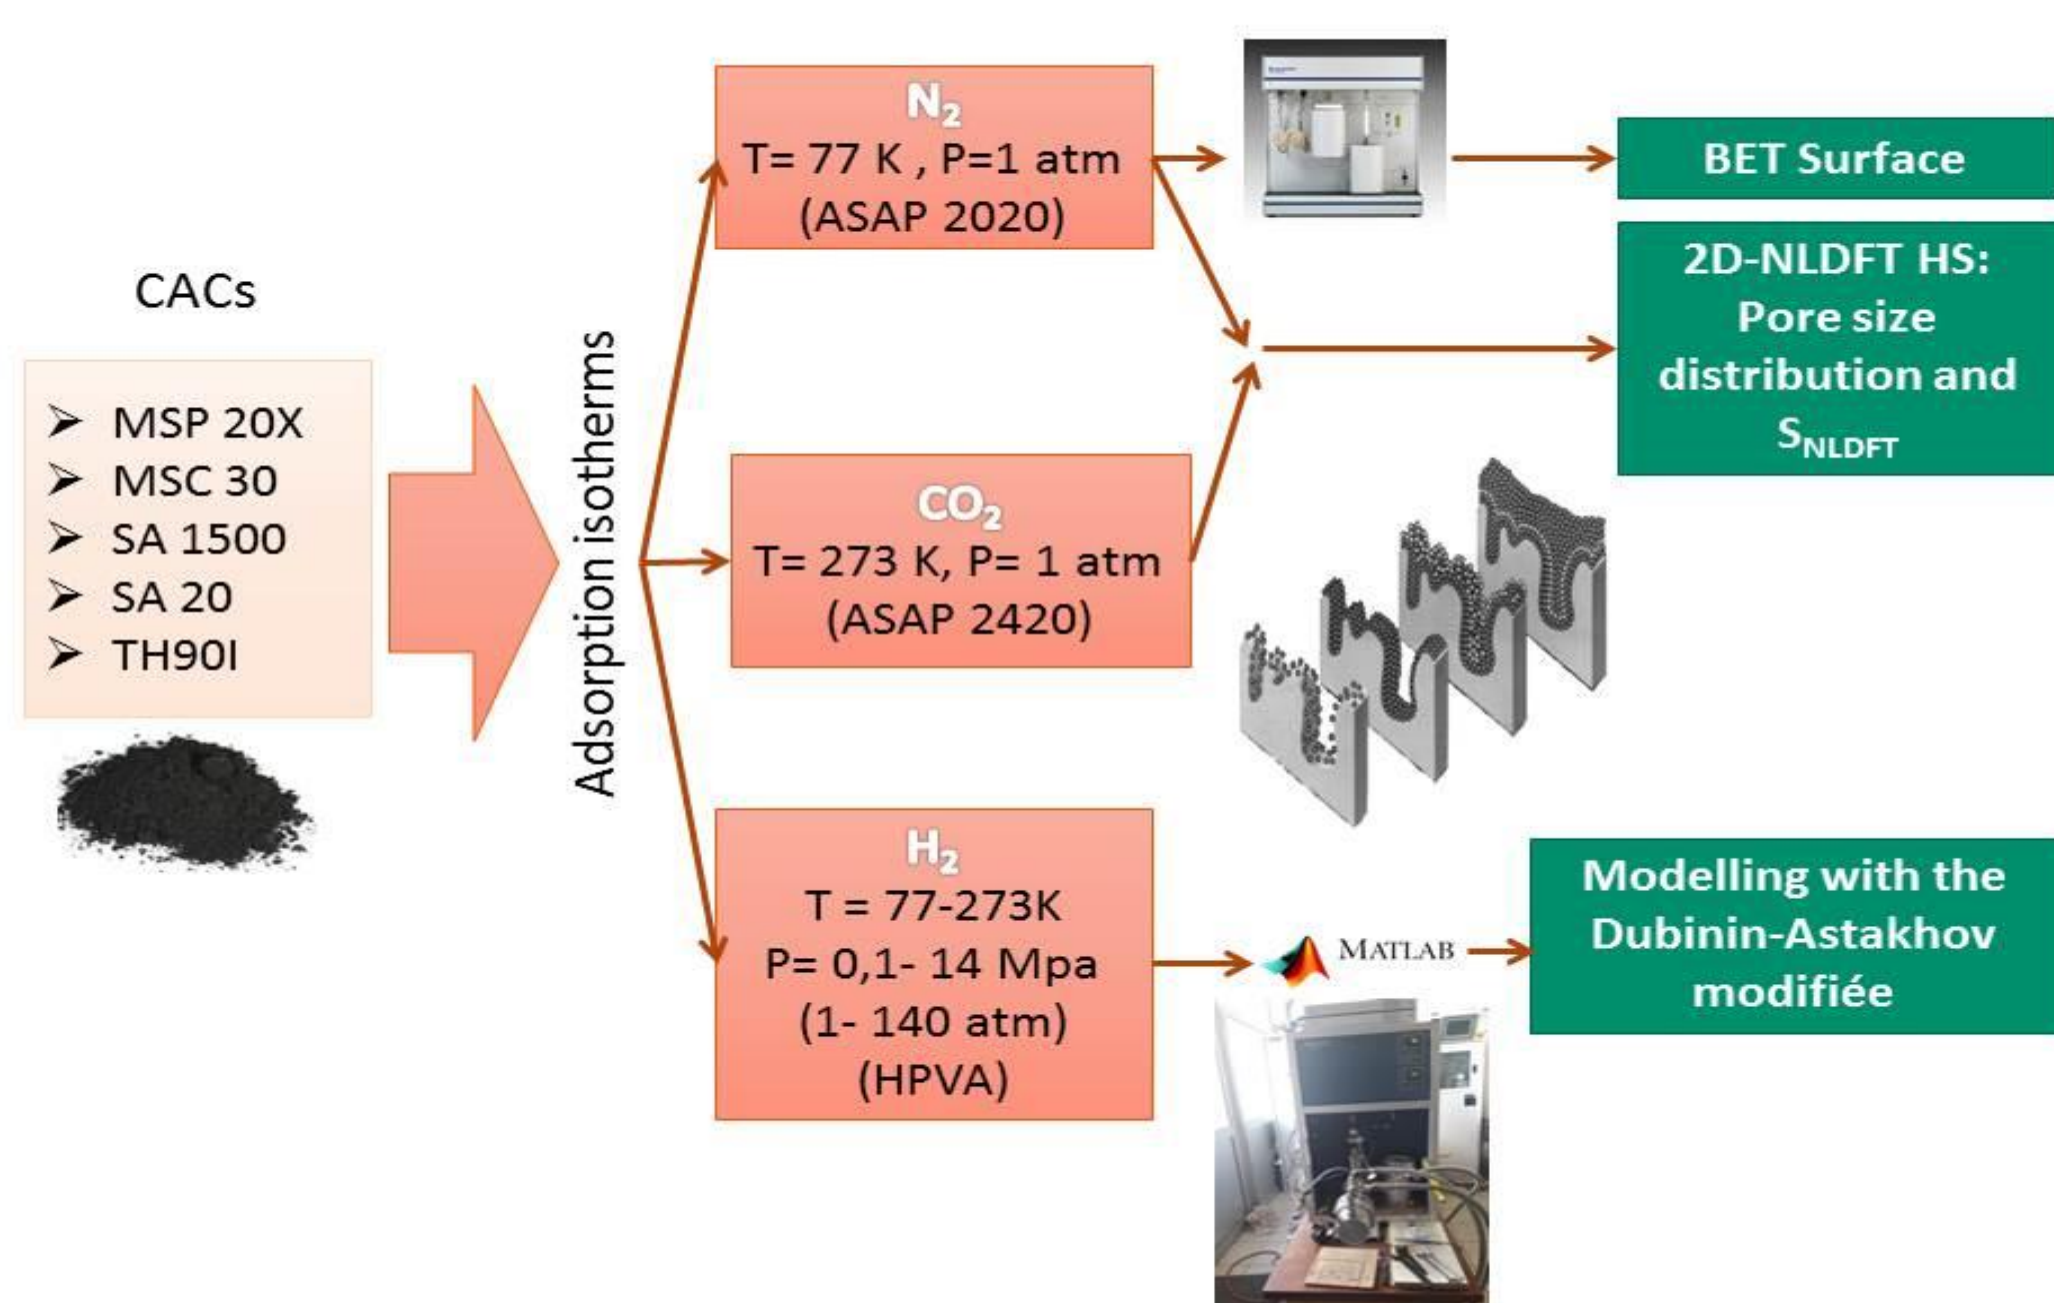 CACs
➢ MSP 20X
➢ MSC 30
➢ SA 1500
➢ SA 20
➢ TH90I
Adsorption isotherms
N₂
T= 77 K , P=1 atm
(ASAP 2020)
CO₂
T= 273 K, P= 1 atm
(ASAP 2420)
H₂
T = 77-273K
P= 0,1- 14 Mpa
(1- 140 atm)
(HPVA)
BET Surface
2D-NLDFT HS:
Pore size
distribution and
S_NLDFT
MATLAB
Modelling with the
Dubinin-Astakhov
modifiée